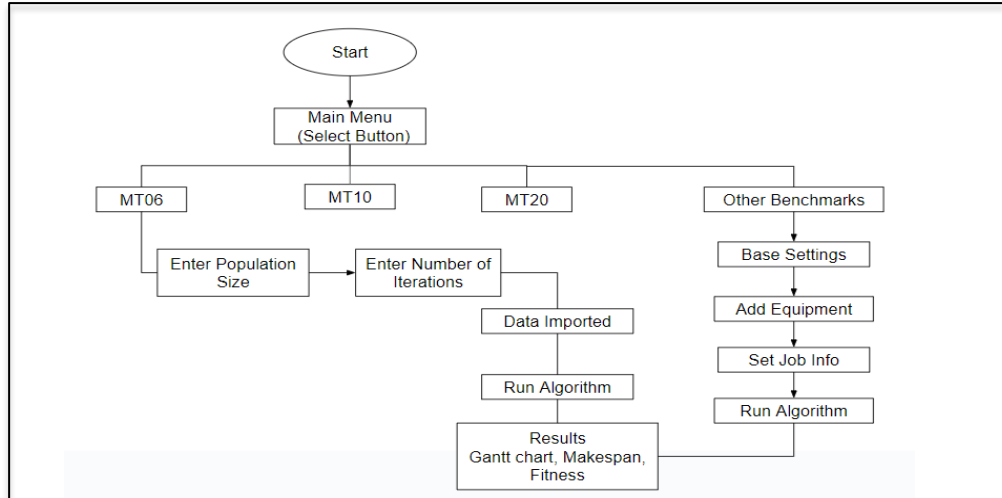 Start
Main Menu
(Select Button)
MT06
MT10
MT20
Other Benchmarks
Enter Population
Size
Enter Number of
Iterations
Base Settings
Data Imported
Add Equipment
Run Algorithm
Set Job Info
Run Algorithm
Results
Gantt chart, Makespan,
Fitness